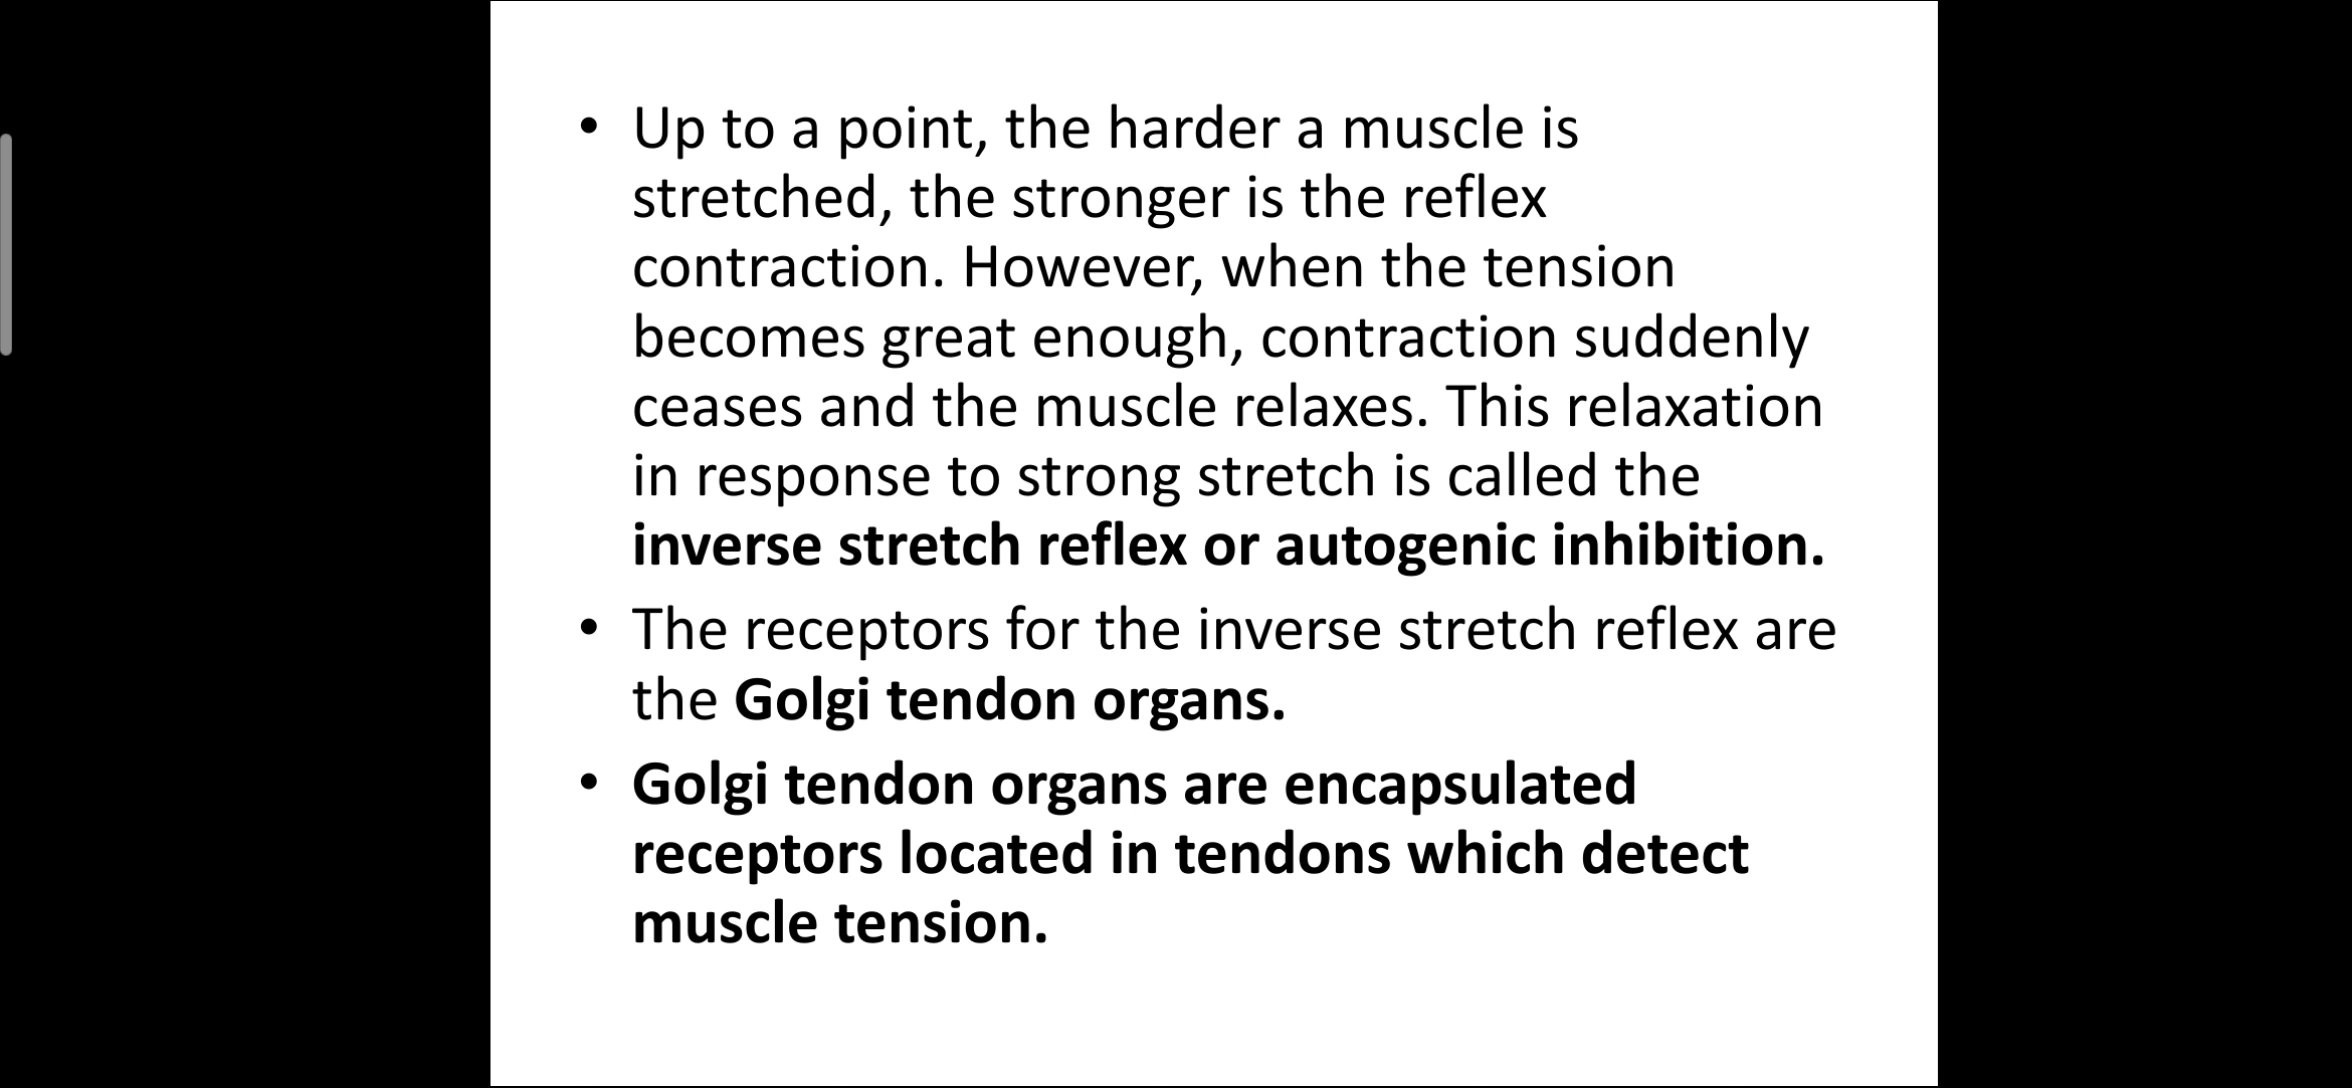 • Up to a point, the harder a muscle is
stretched, the stronger is the reflex
contraction. However, when the tension
becomes great enough, contraction suddenly
ceases and the muscle relaxes. This relaxation
in response to strong stretch is called the
inverse stretch reflex or autogenic inhibition.
• The receptors for the inverse stretch reflex are
the Golgi tendon organs.
• Golgi tendon organs are encapsulated
receptors located in tendons which detect
muscle tension.